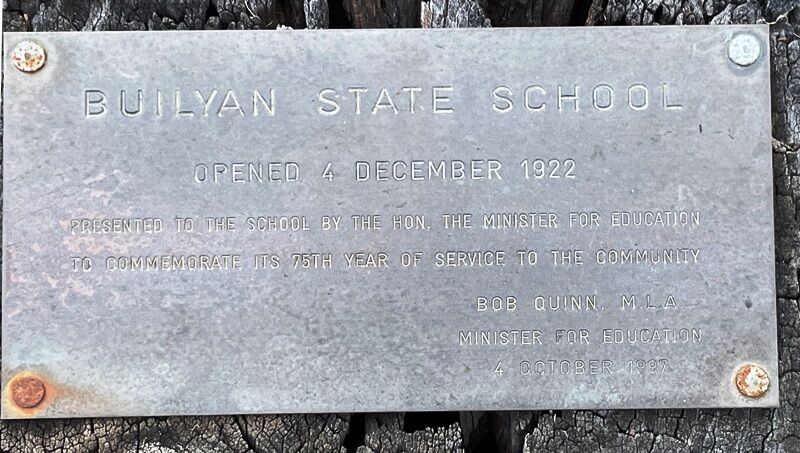 BUILYAN STATE SCHOOL
OPENED 4 DECEMBER 1922
PRESENTED TO THE SCHOOL BY THE HON. THE MINISTER FOR EDUCATION
TO COMMEMORATE ITS 75TH YEAR OF SERVICE TO THE COMMUNITY
BOB QUINN, M.L.A.
MINISTER FOR EDUCATION
4 OCTOBER 1997